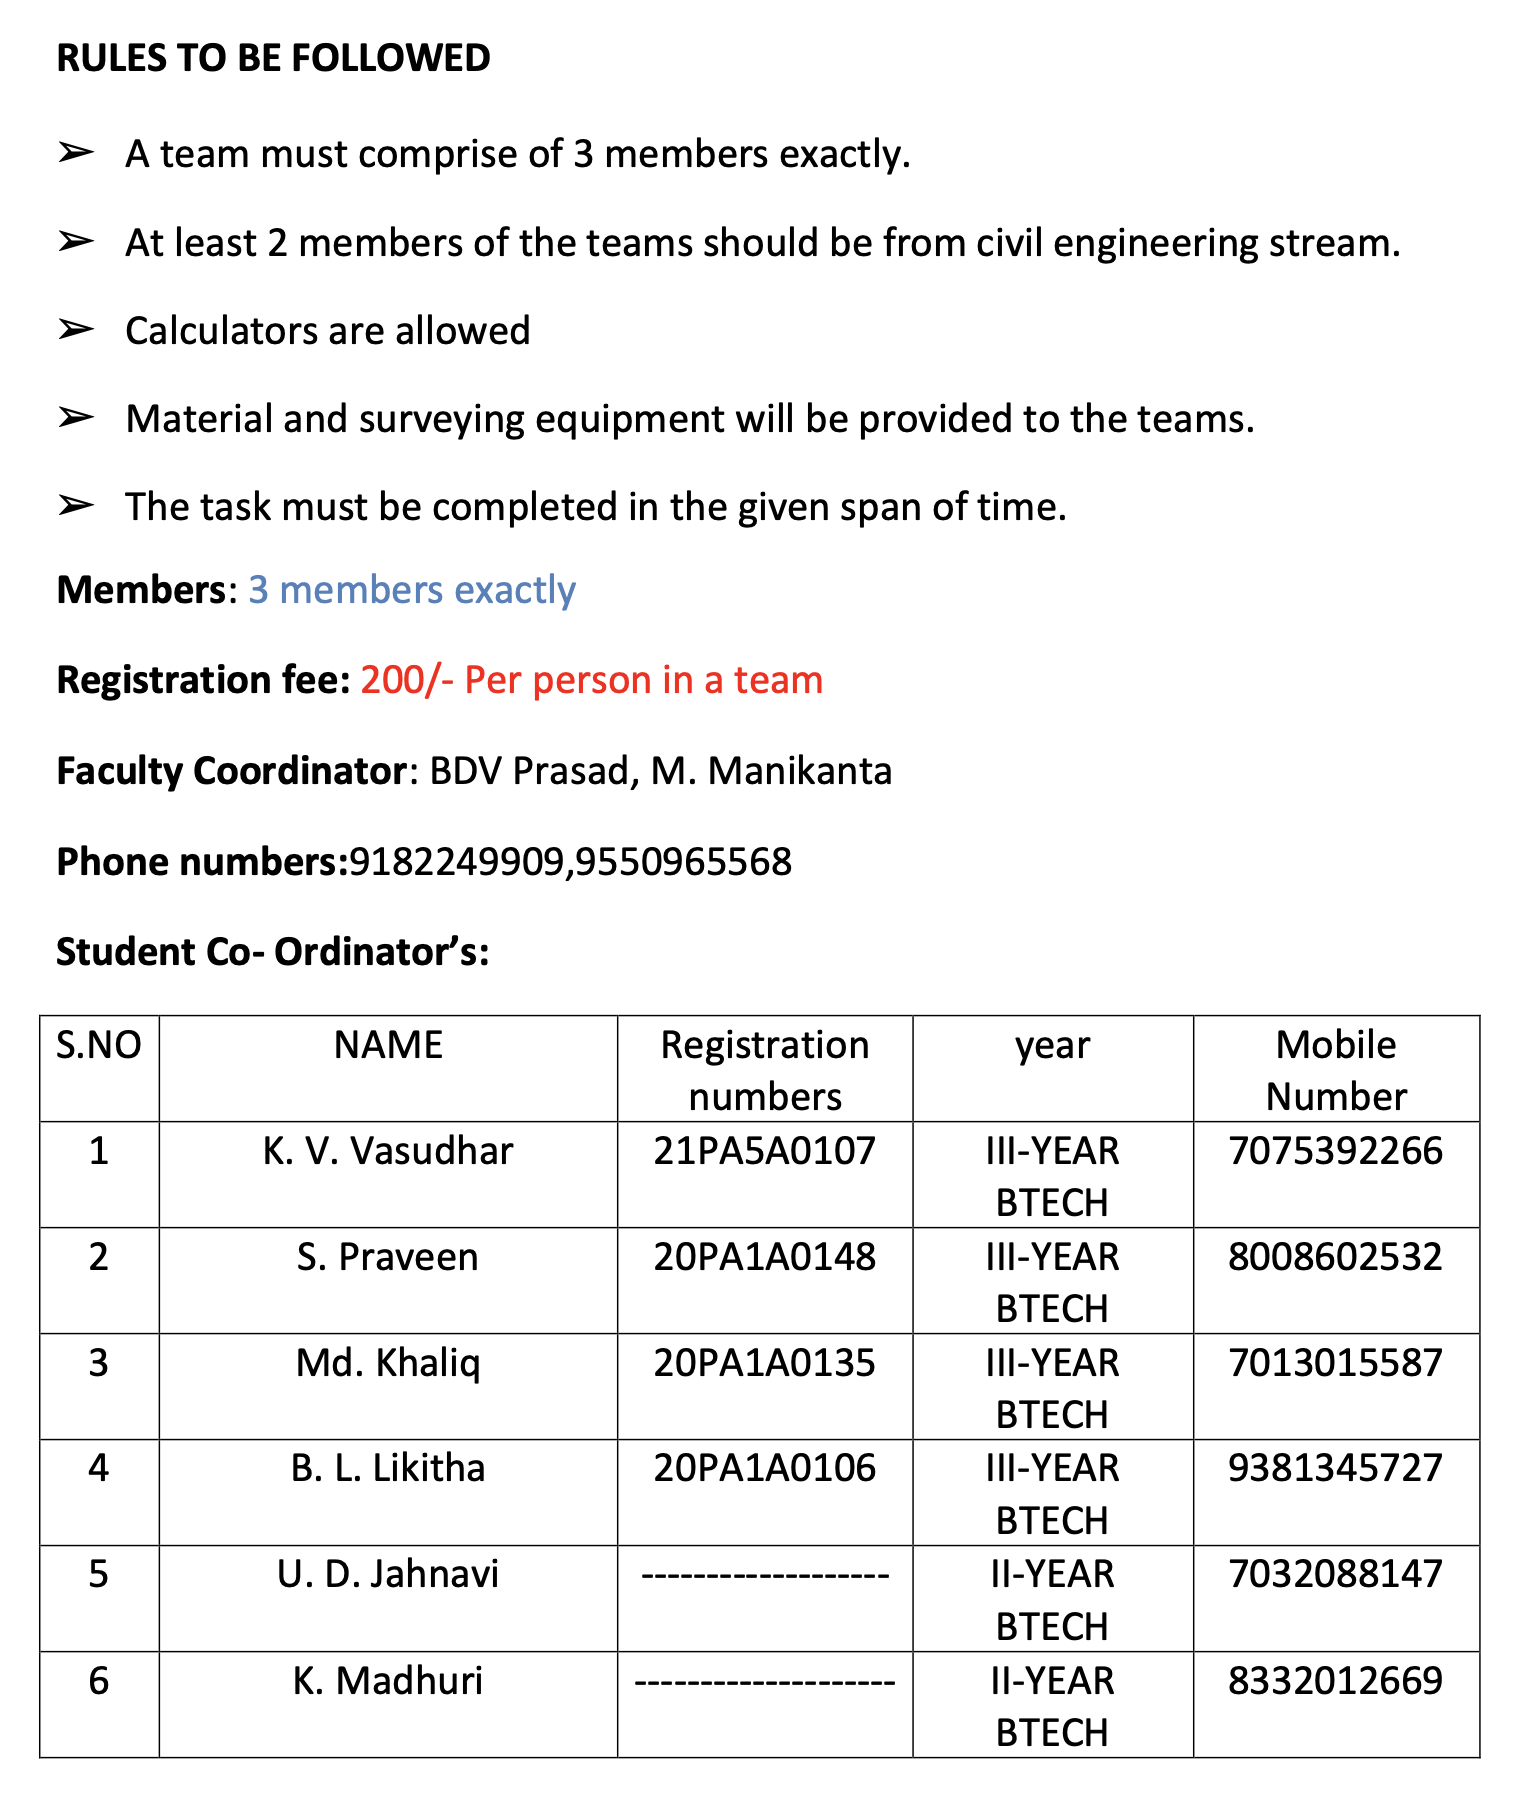 RULES TO BE FOLLOWED
➢ A team must comprise of 3 members exactly.
➢ At least 2 members of the teams should be from civil engineering stream.
➢ Calculators are allowed
➢ Material and surveying equipment will be provided to the teams.
➢ The task must be completed in the given span of time.
Members: 3 members exactly
Registration fee: 200/- Per person in a team
Faculty Coordinator: BDV Prasad, M. Manikanta
Phone numbers:9182249909,9550965568
Student Co- Ordinator’s:
S.NO NAME Registration numbers year Mobile Number
1 K. V. Vasudhar 21PA5A0107 III-YEAR BTECH 7075392266
2 S. Praveen 20PA1A0148 III-YEAR BTECH 8008602532
3 Md. Khaliq 20PA1A0135 III-YEAR BTECH 7013015587
4 B. L. Likitha 20PA1A0106 III-YEAR BTECH 9381345727
5 U. D. Jahnavi ------------------- II-YEAR BTECH 7032088147
6 K. Madhuri -------------------- II-YEAR BTECH 8332012669